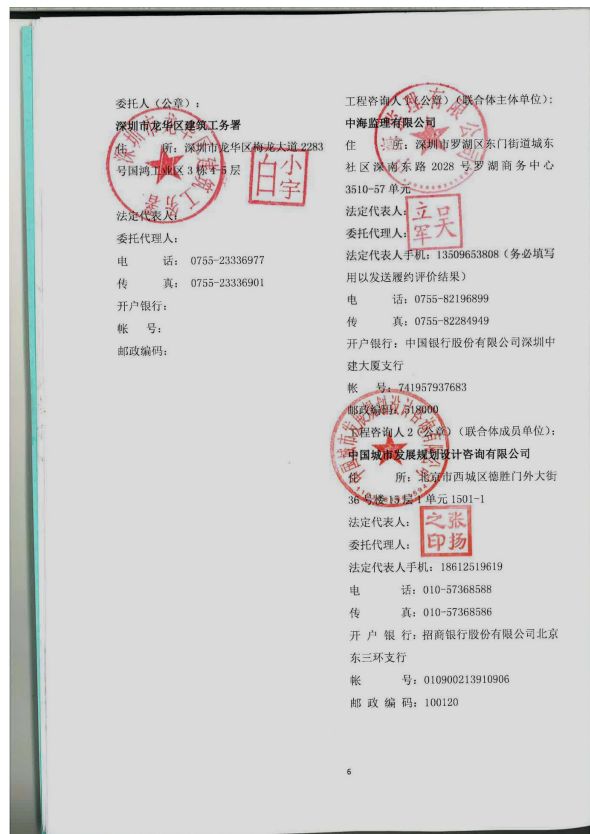 委托人（公章）：
深圳市龙华区建筑工务署
住　　所：深圳市龙华区梅龙大道 2283
号国鸿工业区 3 栋 1-5 层
法定代表人：
委托代理人：
电　　话： 0755-23336977
传　　真： 0755-23336901
开户银行：
帐　号：
邮政编码：
小宇
白口
工程咨询人 1（公章）（联合体主体单位）：
中海监理有限公司
住　　所：深圳市罗湖区东门街道城东
社区深南东路 2028 号罗湖商务中心
3510-57 单元
法定代表人：
委托代理人：
吴立军
法定代表人手机：13509653808（务必填写
用以发送履约评价结果）
电　　话：0755-82196899
传　　真：0755-82284949
开户银行：中国银行股份有限公司深圳中
建大厦支行
帐　号：741957937683
邮政编码：518000
工程咨询人 2（公章）（联合体成员单位）：
中国城市发展规划设计咨询有限公司
住　　所：北京市西城区德胜门外大街
36 号楼 15 层 1 单元 1501-1
法定代表人：
委托代理人：
张扬之印
法定代表人手机：18612519619
电　　话：010-57368588
传　　真：010-57368586
开 户 银 行：招商银行股份有限公司北京
东三环支行
帐　　号：010900213910906
邮 政 编 码：100120
6